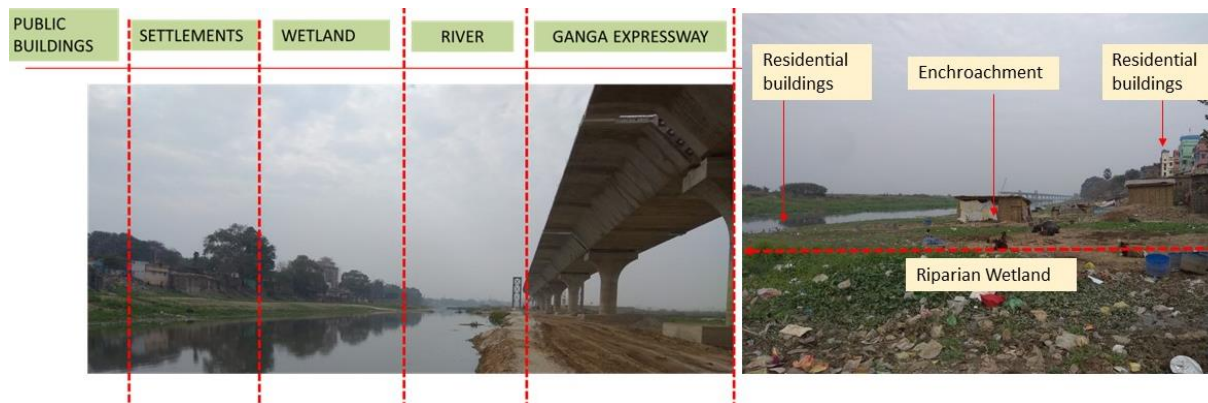 PUBLIC
BUILDINGS
SETTLEMENTS
WETLAND
RIVER
GANGA EXPRESSWAY
Residential
buildings
Enchroachment
Residential
buildings
Riparian Wetland